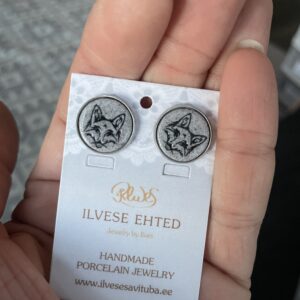 ILVESE EHTED
HANDMADE
PORCELAIN JEWELRY
www.ilvesesavituba.ee